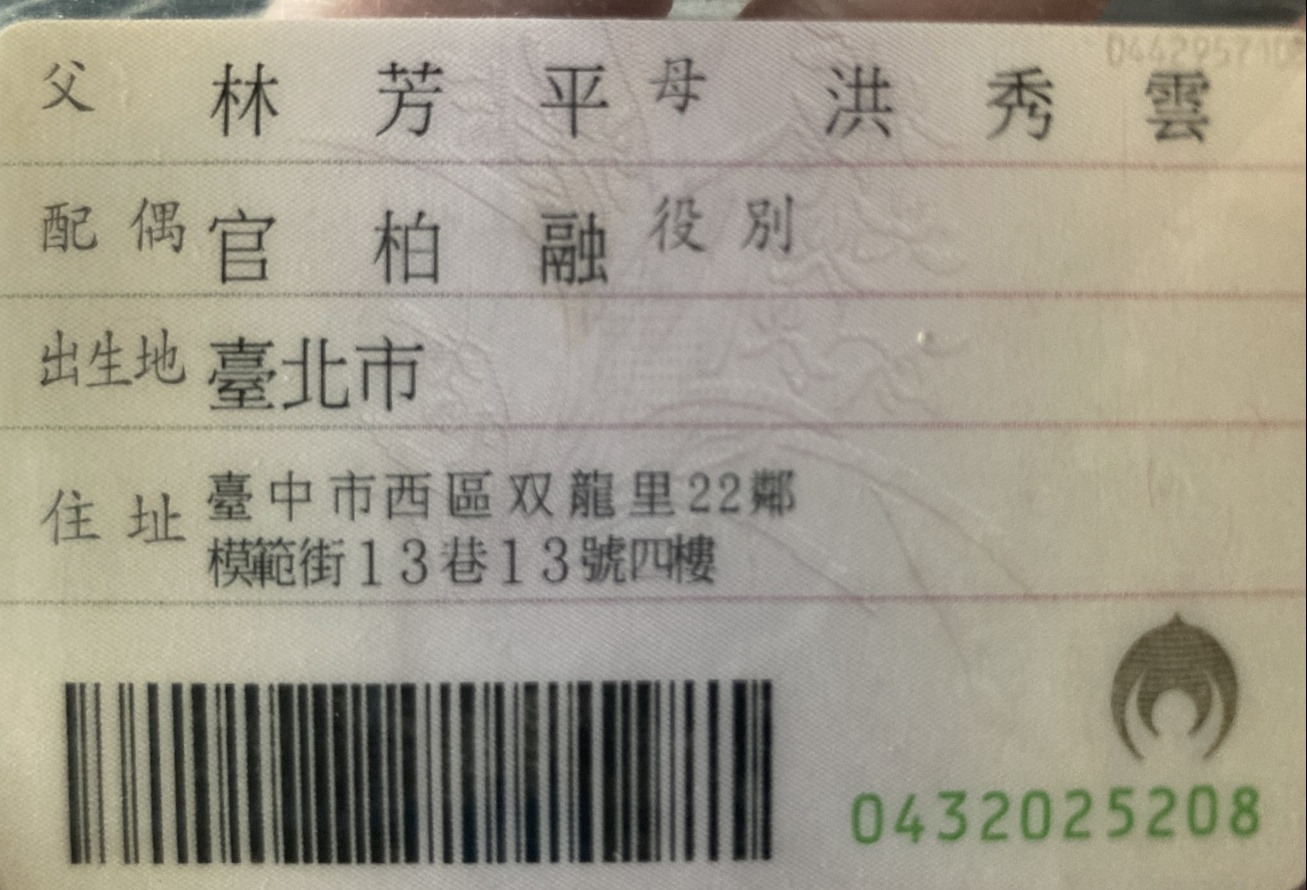 父 林芳平 母 洪秀雲
配偶 官柏融 役別
出生地 臺北市
住址 臺中市西區双龍里22鄰
模範街13巷13號四樓
0432025208